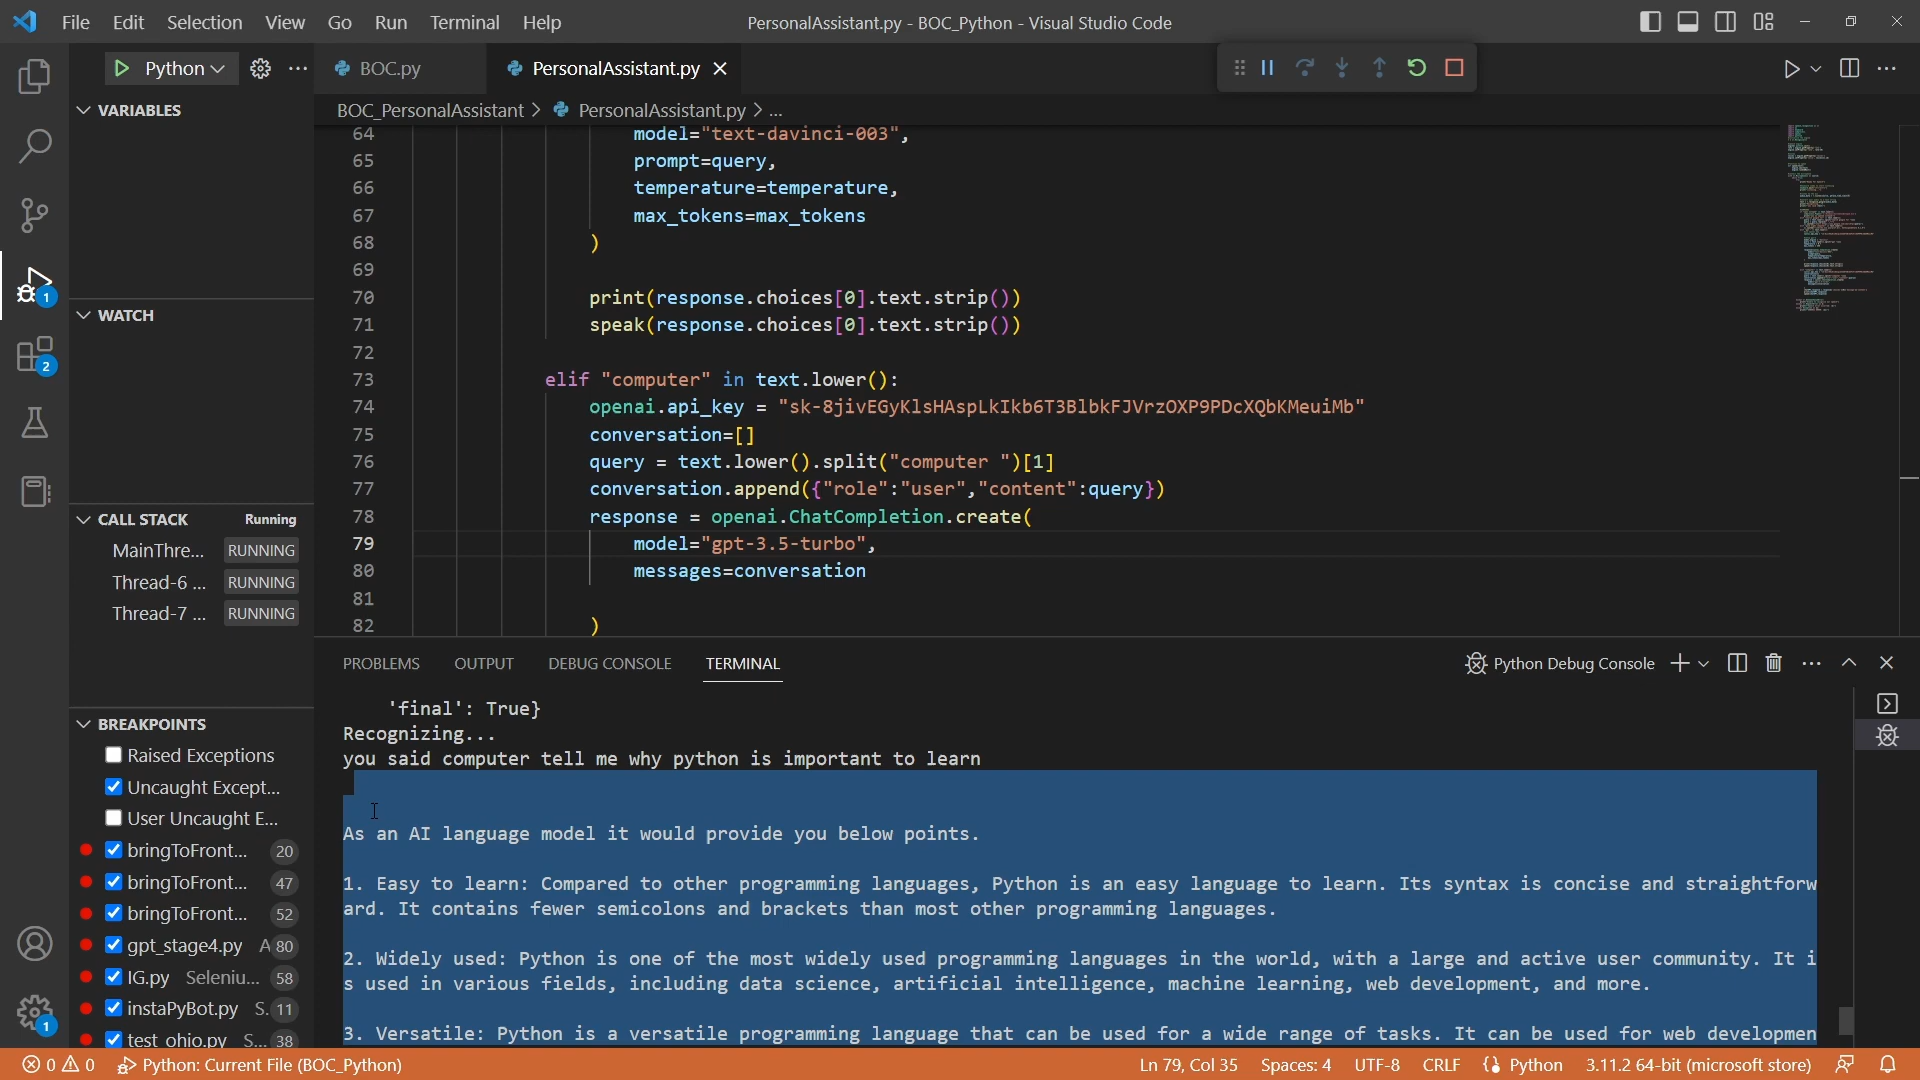 File Edit Selection View Go Run Terminal Help
PersonalAssistant.py - BOC_Python - Visual Studio Code
Python
BOC.py
PersonalAssistant.py
VARIABLES
BOC_PersonalAssistant > PersonalAssistant.py > ...
64 model="text-davinci-003",
65 prompt=query,
66 temperature=temperature,
67 max_tokens=max_tokens
68 )
69
70 print(response.choices[0].text.strip())
71 speak(response.choices[0].text.strip())
72
73 elif "computer" in text.lower():
74 openai.api_key = "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"
75 conversation=[]
76 query = text.lower().split("computer ")[1]
77 conversation.append({"role":"user","content":query})
78 response = openai.ChatCompletion.create(
79 model="gpt-3.5-turbo",
80 messages=conversation
81
82 )
WATCH
CALL STACK Running
MainThre... RUNNING
Thread-6 ... RUNNING
Thread-7 ... RUNNING
BREAKPOINTS
Raised Exceptions
Uncaught Except...
User Uncaught E...
bringToFront... 20
bringToFront... 47
bringToFront... 52
gpt_stage4.py A 80
IG.py Seleniu... 58
instaPyBot.py S. 11
test_ohio.py S... 38
1
2
1
PROBLEMS OUTPUT DEBUG CONSOLE TERMINAL
Python Debug Console
'final': True}
Recognizing...
you said computer tell me why python is important to learn
As an AI language model it would provide you below points.
1. Easy to learn: Compared to other programming languages, Python is an easy language to learn. Its syntax is concise and straightforw
ard. It contains fewer semicolons and brackets than most other programming languages.
2. Widely used: Python is one of the most widely used programming languages in the world, with a large and active user community. It i
s used in various fields, including data science, artificial intelligence, machine learning, web development, and more.
3. Versatile: Python is a versatile programming language that can be used for a wide range of tasks. It can be used for web developmen
0 0 Python: Current File (BOC_Python)
Ln 79, Col 35 Spaces: 4 UTF-8 CRLF Python 3.11.2 64-bit (microsoft store)